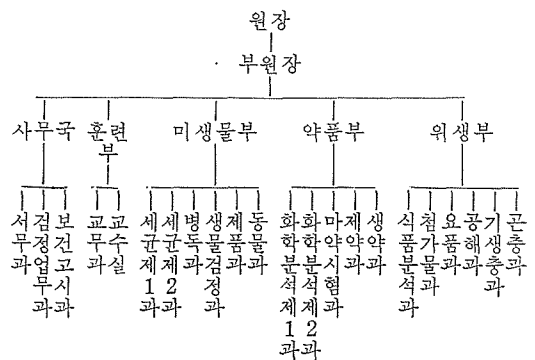 원장
부원장
사무국
훈련부
미생물부
약품부
위생부
서무과
검정업무과
보건고시과
교무과
교수실
세균제1과
세균제2과
병독과
생물검정과
제품과
동물과
화학분석제1과
화학분석제2과
마약시험과
제약과
생약과
식품분석과
첨가물과
요품과
공해과
기생충과
곤충과